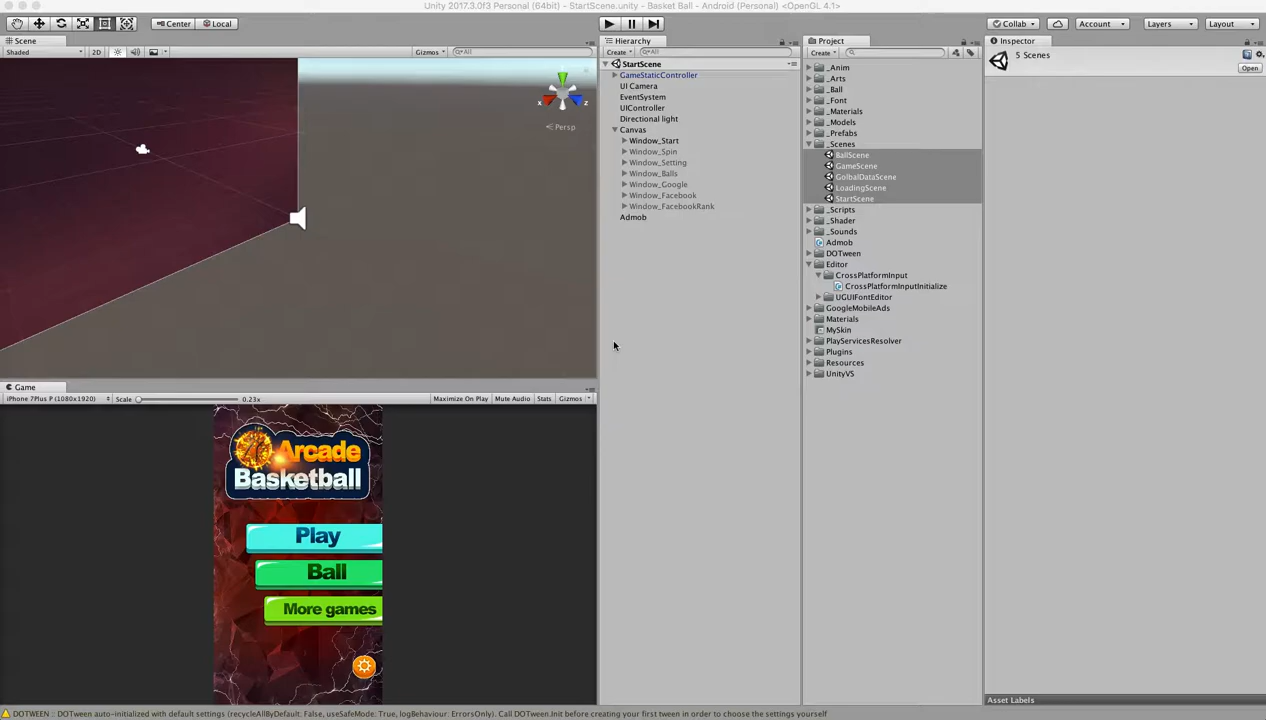 Unity 2017.3.0f3 Personal (64bit) - StartScene.unity - Basket Ball - Android (Personal) <OpenGL 4.1>
Center Local
Collab Account Layers Layout
Scene
Shaded 2D Gizmos All
x z
Persp
Hierarchy
Create All
StartScene
GameStaticController
UI Camera
EventSystem
UIController
Directional light
Canvas
Window_Start
Window_Spin
Window_Setting
Window_Balls
Window_Google
Window_Facebook
Window_FacebookRank
Admob
Project
Create
_Anim
_Arts
_Ball
_Font
_Materials
_Models
_Prefabs
_Scenes
BallScene
GameScene
GolbalDataScene
LoadingScene
StartScene
_Scripts
_Shader
_Sounds
Admob
DOTween
Editor
CrossPlatformInput
CrossPlatformInputInitialize
UGUIFontEditor
GoogleMobileAds
Materials
MySkin
PlayServicesResolver
Plugins
Resources
UnityVS
Inspector
5 Scenes
Open
Game
iPhone 7Plus P (1080x1920) Scale 0.23x Maximize On Play Mute Audio Stats Gizmos
Arcade
Basketball
Play
Ball
More games
Asset Labels
DOTWEEN :: DOTween auto-initialized with default settings (recycleAllByDefault: False, useSafeMode: True, logBehaviour: ErrorsOnly). Call DOTween.Init before creating your first tween in order to choose the settings yourself